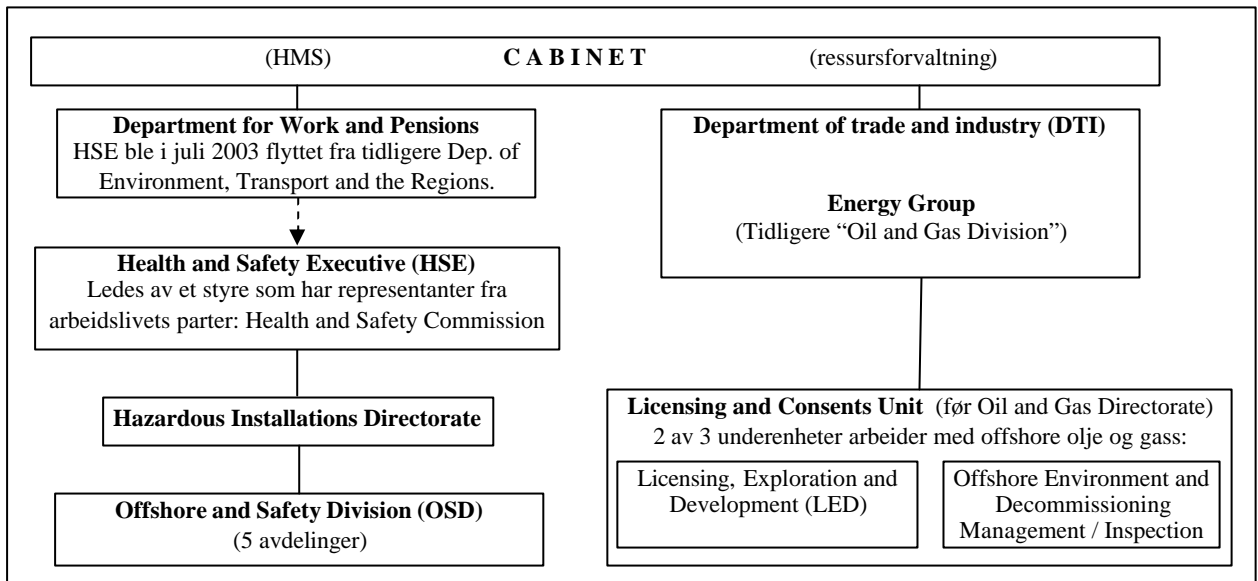 (HMS) C A B I N E T (ressursforvaltning)
Department for Work and Pensions
HSE ble i juli 2003 flyttet fra tidligere Dep. of
Environment, Transport and the Regions.
Health and Safety Executive (HSE)
Ledes av et styre som har representanter fra
arbeidslivets parter: Health and Safety Commission
Hazardous Installations Directorate
Offshore and Safety Division (OSD)
(5 avdelinger)
Department of trade and industry (DTI)
Energy Group
(Tidligere “Oil and Gas Division”)
Licensing and Consents Unit (før Oil and Gas Directorate)
2 av 3 underenheter arbeider med offshore olje og gass:
Licensing, Exploration and
Development (LED)
Offshore Environment and
Decommissioning
Management / Inspection